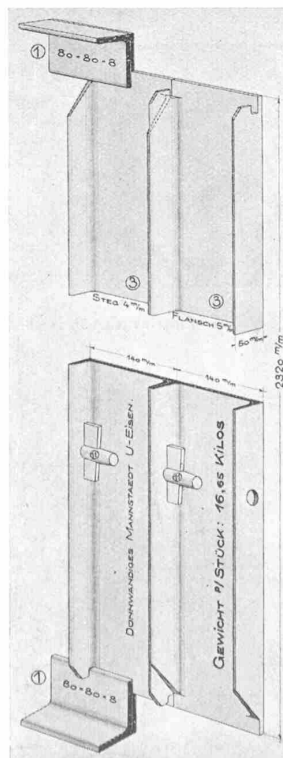 ① 80-80-8
③
③
STEG 4 m/m
FLANSCH 5 m/m
50 m/m
2320 m/m
140 m/m
140 m/m
DÜNNWANDIGES MANNSTAEDT U-EISEN.
GEWICHT P/STÜCK: 16,65 KILOS
① 80-80-8